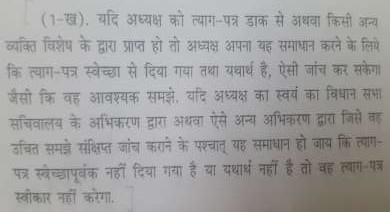 (1-ख). यदि अध्यक्ष को त्याग-पत्र डाक से अथवा किसी अन्य
व्यक्ति विशेष के द्वारा प्राप्त हो तो अध्यक्ष अपना यह समाधान करने के लिये
कि त्याग-पत्र स्वेच्छा से दिया गया तथा यथार्थ है, ऐसी जांच कर सकेगा
जैसी कि वह आवश्यक समझे. यदि अध्यक्ष का स्वयं का विधान सभा
सचिवालय के अभिकरण द्वारा अथवा ऐसे अन्य अभिकरण द्वारा जिसे वह
उचित समझे संक्षिप्त जांच कराने के पश्चात् यह समाधान हो जाय कि त्याग-
पत्र स्वेच्छापूर्वक नहीं दिया गया है या यथार्थ नहीं है तो वह त्याग-पत्र
स्वीकार नहीं करेगा.